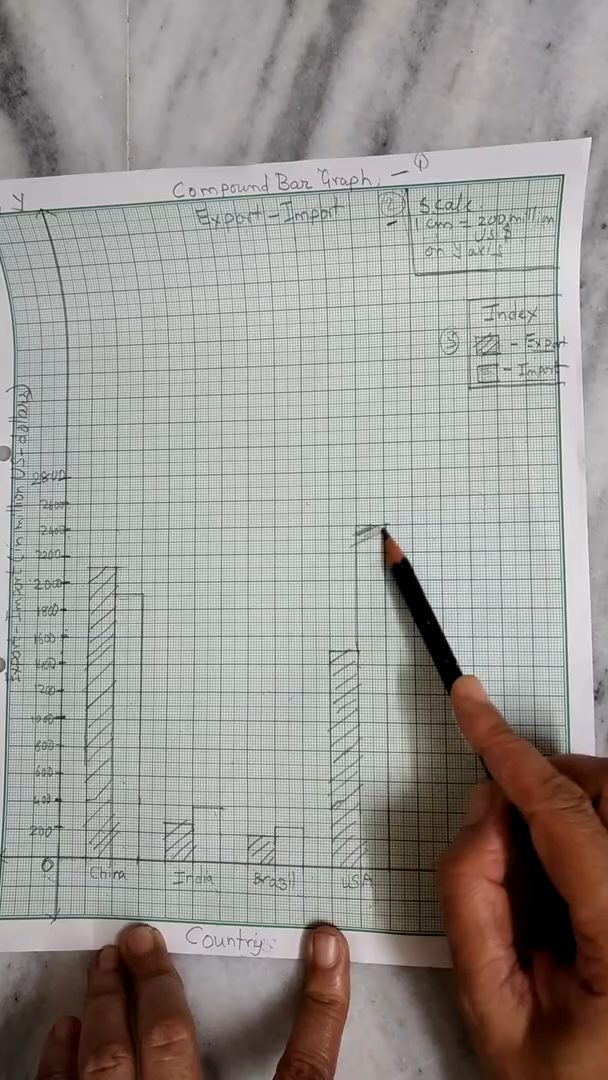 Compound Bar Graph. - ①
Y
Export - Import
② Scale.
1 cm = 200 million
US $
on Y axis
Index
③ - Export
- Import
Export - Import (in million US-dollars)
2800
2600
2400
2200
2000
1800
1600
1400
1200
1000
800
600
400
200
0
China India Brazil USA
Country: